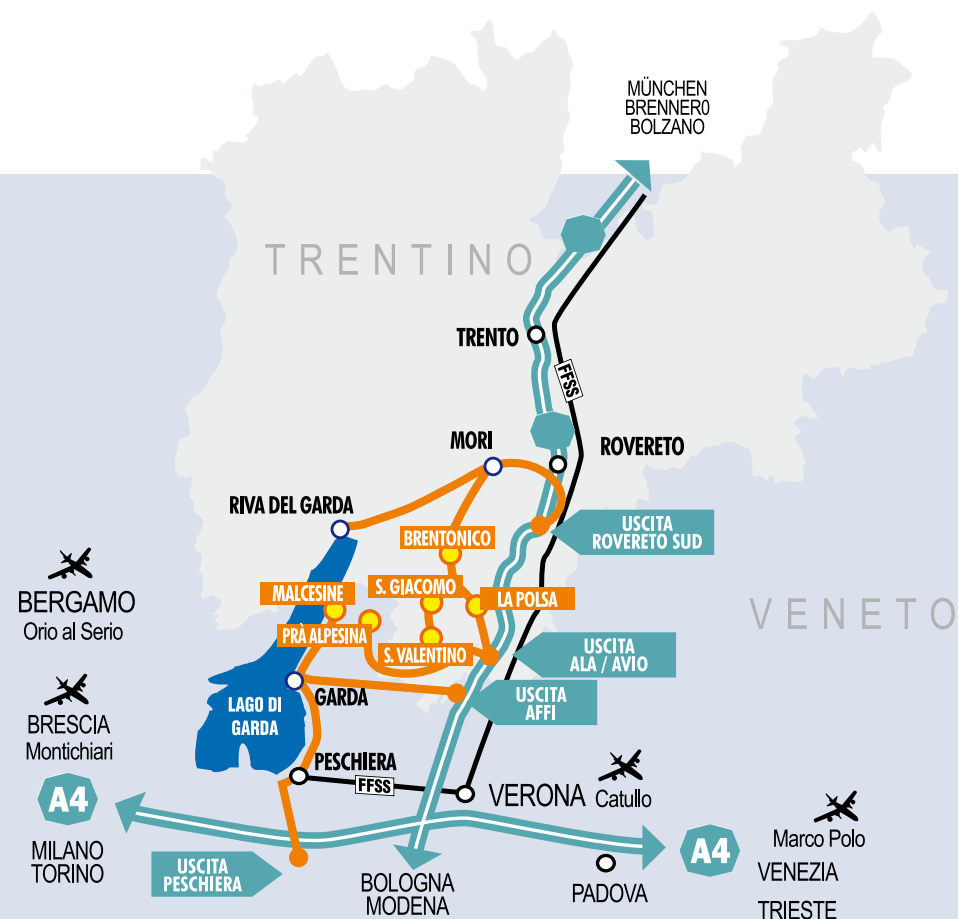 MÜNCHEN
BRENNERO
BOLZANO
TRENTINO
TRENTO
FFSS
MORI
ROVERETO
RIVA DEL GARDA
USCITA
ROVERETO SUD
BRENTONICO
MALCESINE
S. GIACOMO
LA POLSA
BERGAMO
Orio al Serio
VENETO
PRÀ ALPESINA
S. VALENTINO
USCITA
ALA / AVIO
BRESCIA
Montichiari
LAGO DI
GARDA
GARDA
USCITA
AFFI
PESCHIERA
FFSS
VERONA Catullo
A4
MILANO
TORINO
USCITA
PESCHIERA
BOLOGNA
MODENA
PADOVA
A4
Marco Polo
VENEZIA
TRIESTE